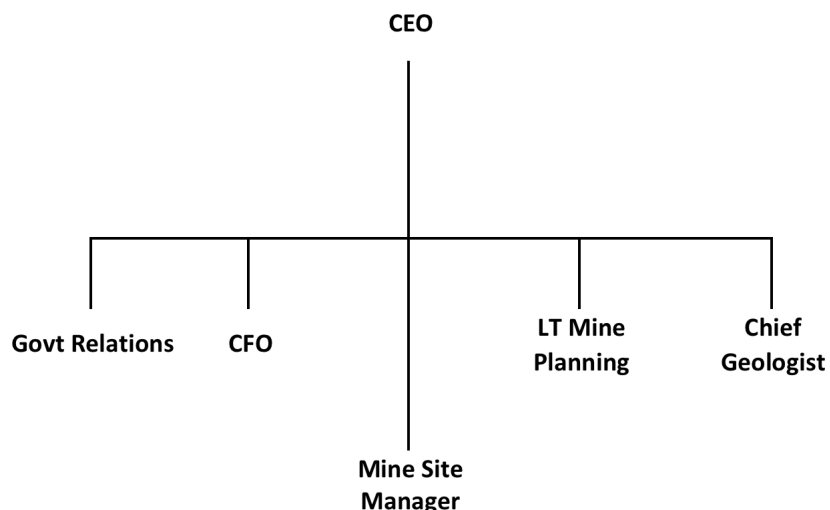 CEO
Govt Relations
CFO
LT Mine
Planning
Chief
Geologist
Mine Site
Manager